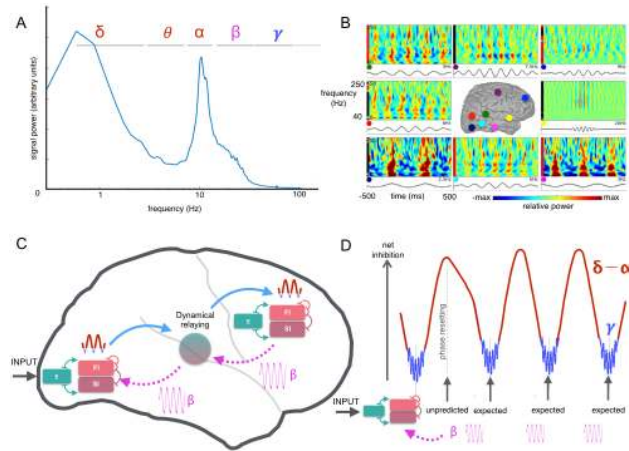 A
δ θ α β γ
signal power (arbitrary units)
0
1 10 100
frequency (Hz)
B
frequency
(Hz)
250
40
-500 time (ms) 500
-max max
relative power
C
INPUT
Dynamical
relaying
β
β
D
net
inhibition
δ–α
γ
phase resetting
unpredicted expected expected expected
INPUT
β